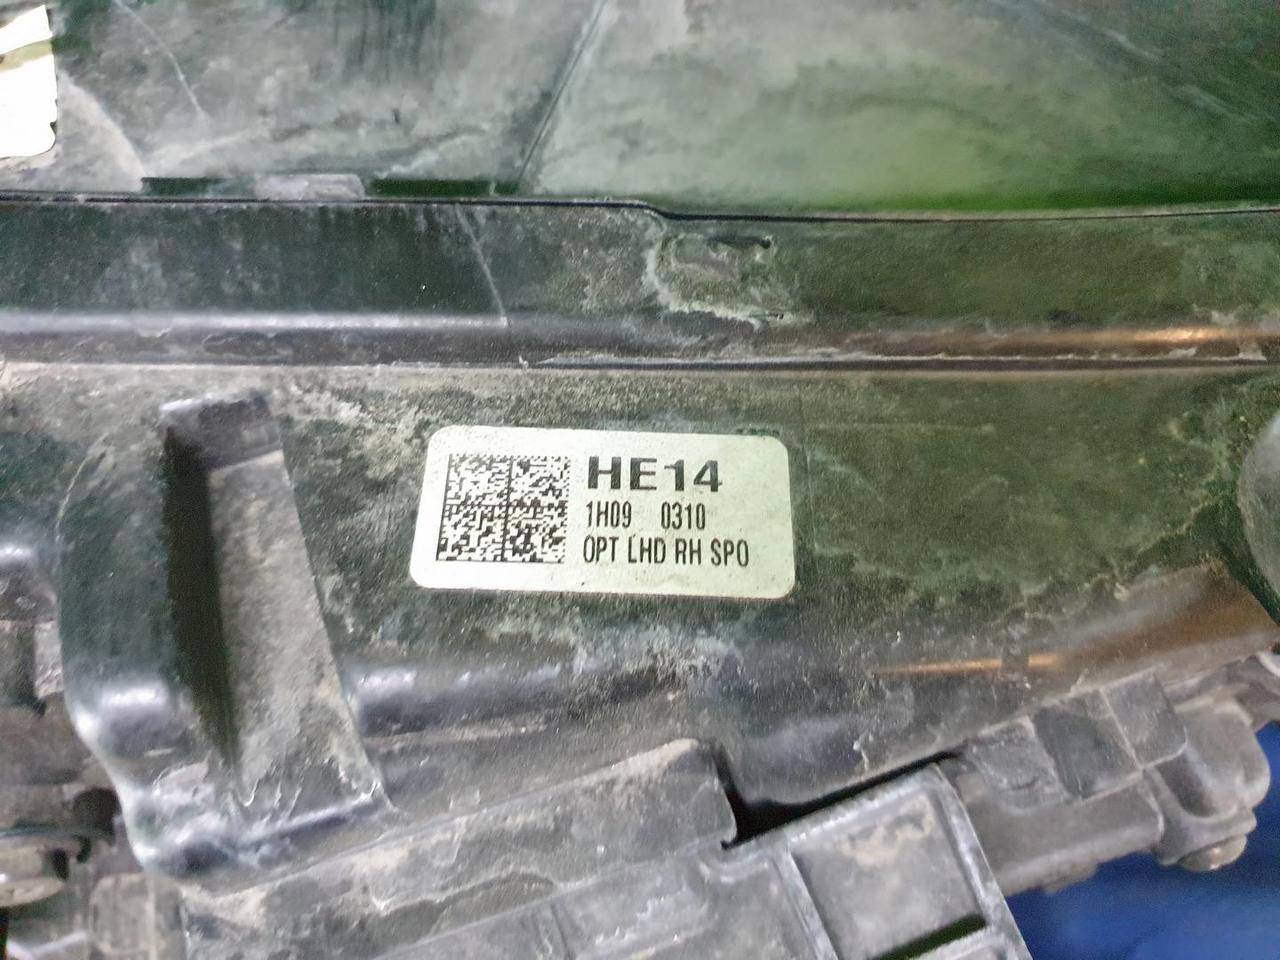 HE14
1H09 0310
OPT LHD RH SPO